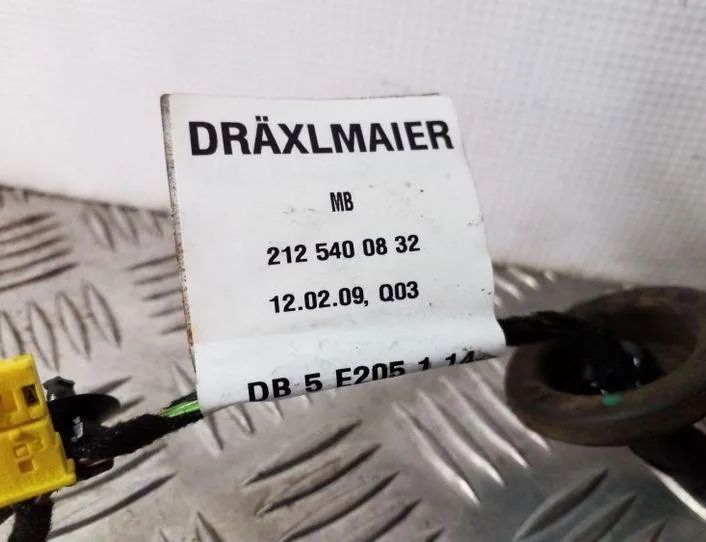 DRÄXLMAIER
MB
212 540 08 32
12.02.09, Q03
DB 5 E205 1 14